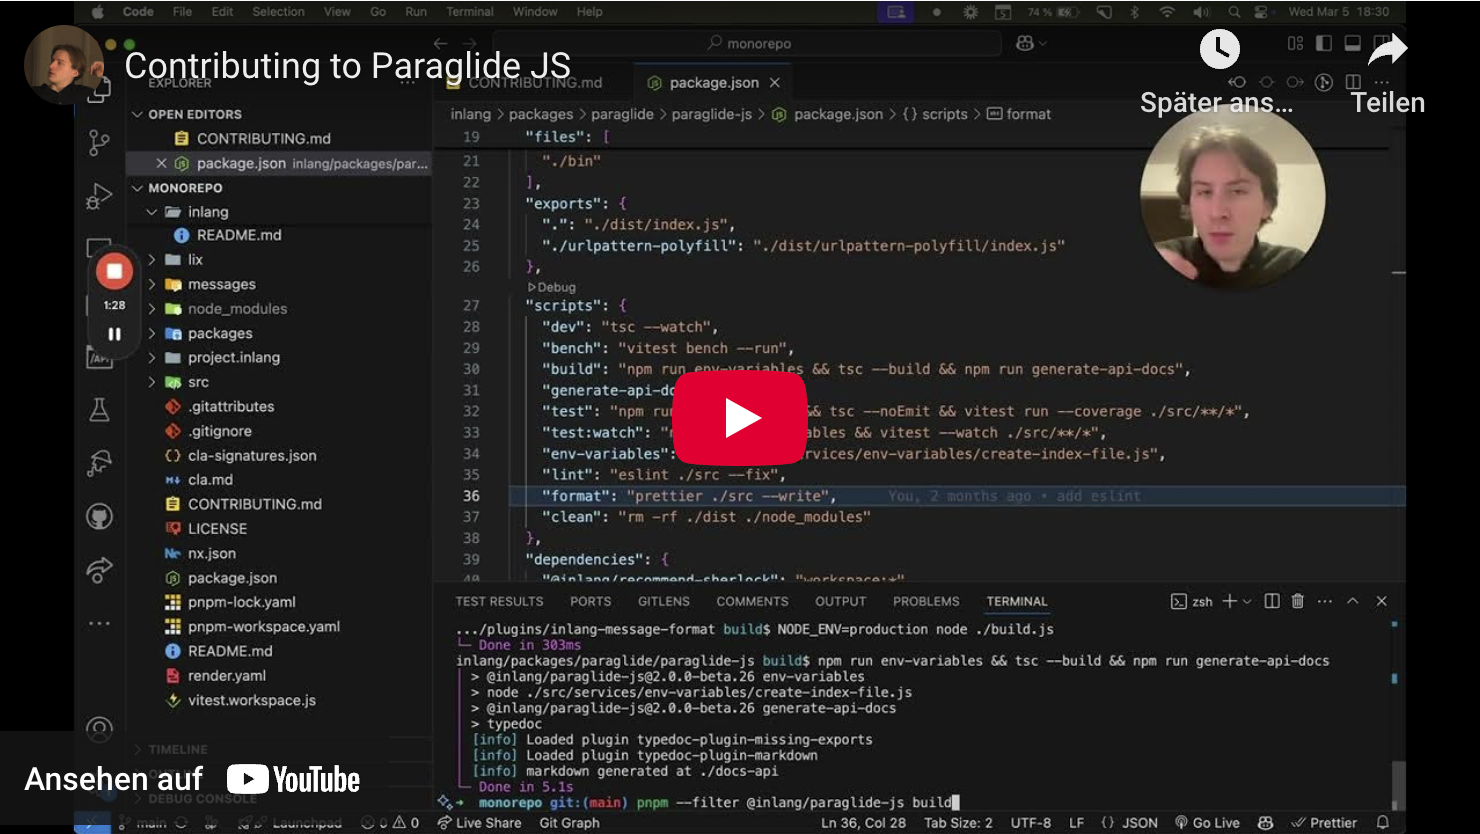 Code File Edit Selection View Go Run Terminal Window Help
74 % Wed Mar 5 18:30
Contributing to Paraglide JS
Später ans...
Teilen
monorepo
EXPLORER
OPEN EDITORS
CONTRIBUTING.md
package.json inlang/packages/par...
MONOREPO
inlang
README.md
lix
messages
node_modules
packages
project.inlang
src
.gitattributes
.gitignore
cla-signatures.json
cla.md
CONTRIBUTING.md
LICENSE
nx.json
package.json
pnpm-lock.yaml
pnpm-workspace.yaml
README.md
render.yaml
vitest.workspace.js
TIMELINE
DEBUG CONSOLE
1:28
CONTRIBUTING.md package.json
inlang > packages > paraglide > paraglide-js > package.json > {} scripts > format
19 "files": [
21 "./bin"
22 ],
23 "exports": {
24 ".": "./dist/index.js",
25 "./urlpattern-polyfill": "./dist/urlpattern-polyfill/index.js"
26 },
Debug
27 "scripts": {
28 "dev": "tsc --watch",
29 "bench": "vitest bench --run",
30 "build": "npm run env-variables && tsc --build && npm run generate-api-docs",
31 "generate-api-do
32 "test": "npm run && tsc --noEmit && vitest run --coverage ./src/**/*",
33 "test:watch": " ables && vitest --watch ./src/**/*",
34 "env-variables": rvices/env-variables/create-index-file.js",
35 "lint": "eslint ./src --fix",
36 "format": "prettier ./src --write", You, 2 months ago • add eslint
37 "clean": "rm -rf ./dist ./node_modules"
38 },
39 "dependencies": {
40 "@inlang/recommend-sherlock": "workspace:*"
TEST RESULTS PORTS GITLENS COMMENTS OUTPUT PROBLEMS TERMINAL
zsh
.../plugins/inlang-message-format build$ NODE_ENV=production node ./build.js
Done in 303ms
inlang/packages/paraglide/paraglide-js build$ npm run env-variables && tsc --build && npm run generate-api-docs
> @inlang/paraglide-js@2.0.0-beta.26 env-variables
> node ./src/services/env-variables/create-index-file.js
> @inlang/paraglide-js@2.0.0-beta.26 generate-api-docs
> typedoc
[info] Loaded plugin typedoc-plugin-missing-exports
[info] Loaded plugin typedoc-plugin-markdown
[info] markdown generated at ./docs-api
Done in 5.1s
monorepo git:(main) pnpm --filter @inlang/paraglide-js build
Ansehen auf YouTube
main Launchpad 0 0 Live Share Git Graph
Ln 36, Col 28 Tab Size: 2 UTF-8 LF {} JSON Go Live Prettier